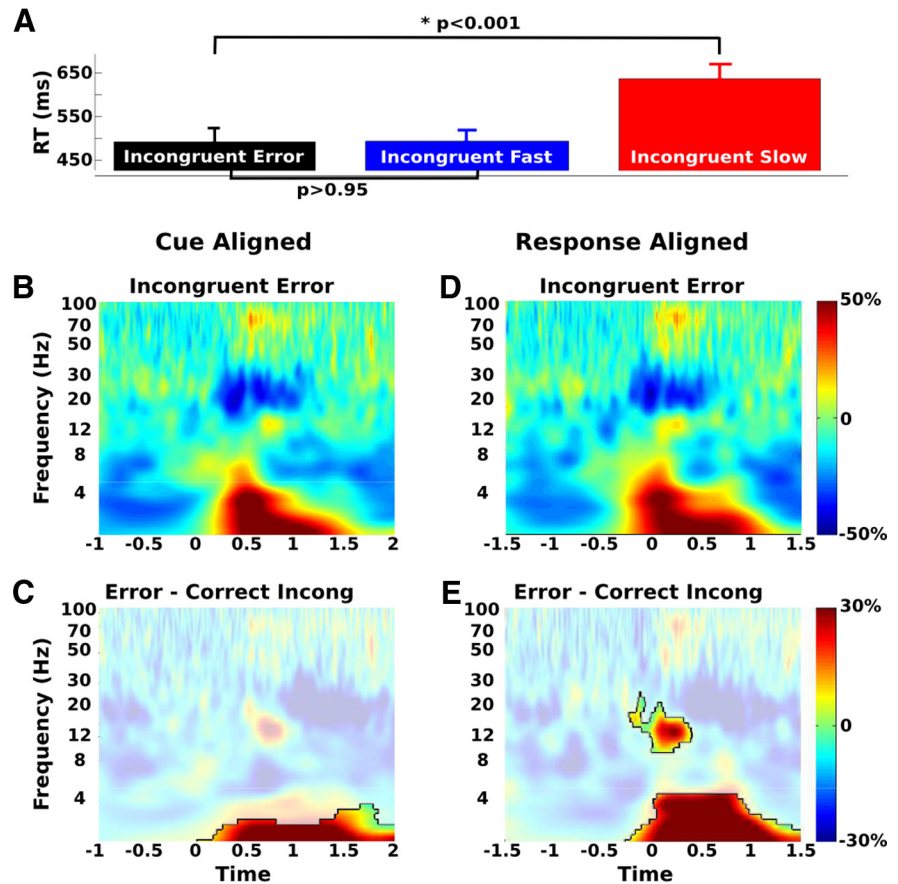 A
* p<0.001
RT (ms)
650
550
450
Incongruent Error
Incongruent Fast
Incongruent Slow
p>0.95
Cue Aligned
Response Aligned
B
Incongruent Error
Frequency (Hz)
100
70
50
30
20
12
8
4
-1 -0.5 0 0.5 1 1.5 2
D
Incongruent Error
100
70
50
30
20
12
8
4
-1.5 -1 -0.5 0 0.5 1 1.5
50%
0
-50%
C
Error - Correct Incong
Frequency (Hz)
100
70
50
30
20
12
8
4
-1 -0.5 0 0.5 1 1.5 2
Time
E
Error - Correct Incong
100
70
50
30
20
12
8
4
-1.5 -1 -0.5 0 0.5 1 1.5
Time
30%
0
-30%